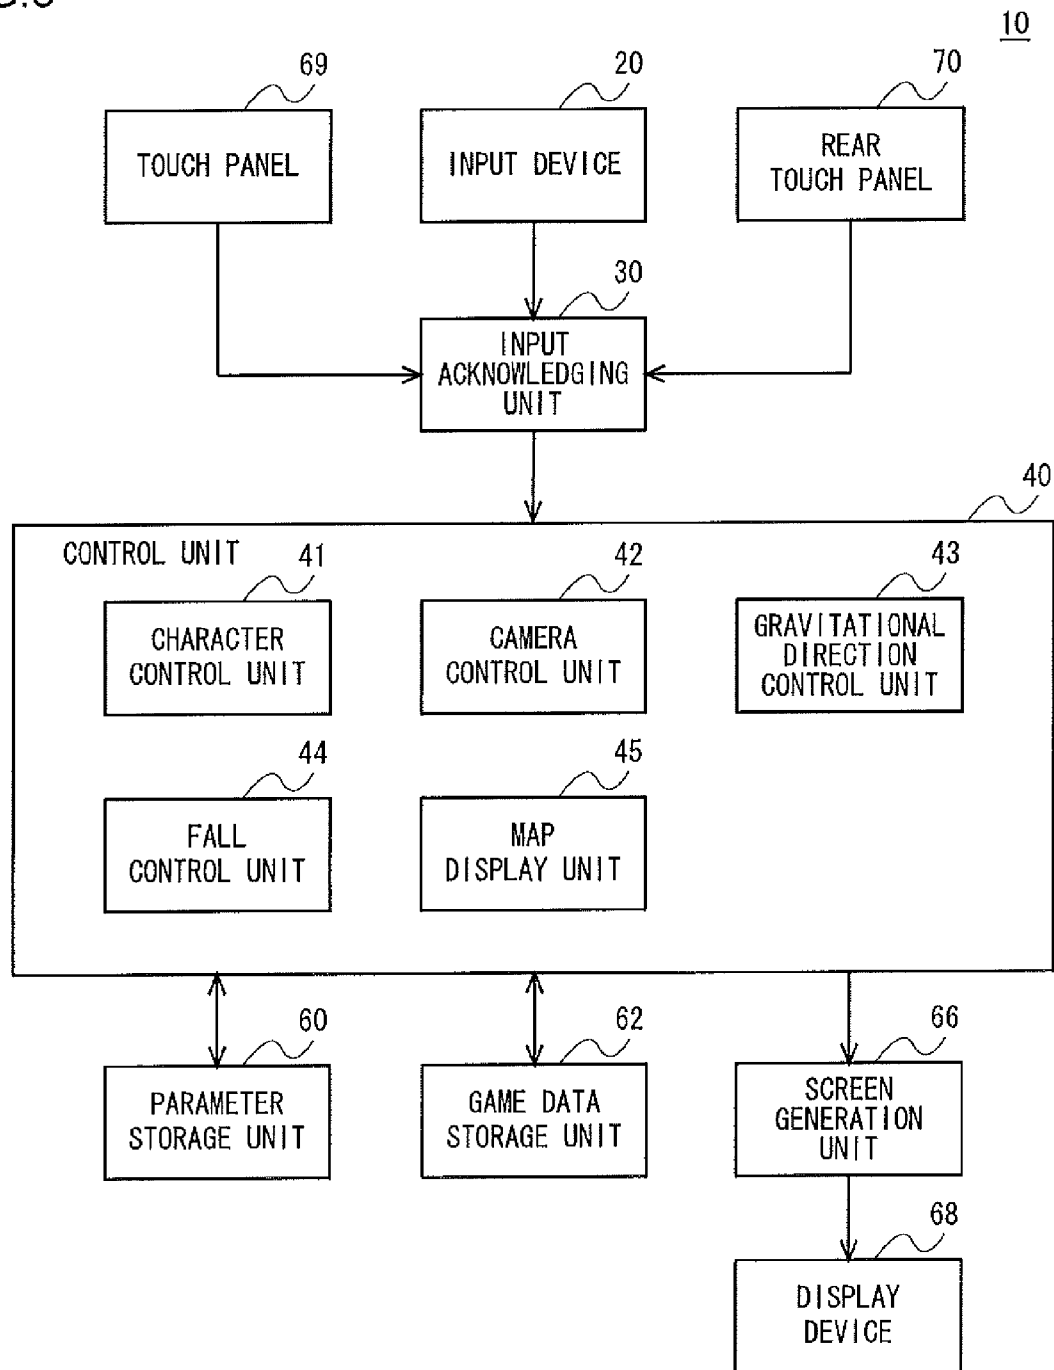 10
69
20
70
TOUCH PANEL
INPUT DEVICE
REAR
TOUCH PANEL
30
INPUT
ACKNOWLEDGING
UNIT
40
CONTROL UNIT
41
42
43
CHARACTER
CONTROL UNIT
CAMERA
CONTROL UNIT
GRAVITATIONAL
DIRECTION
CONTROL UNIT
44
45
FALL
CONTROL UNIT
MAP
DISPLAY UNIT
60
62
66
PARAMETER
STORAGE UNIT
GAME DATA
STORAGE UNIT
SCREEN
GENERATION
UNIT
68
DISPLAY
DEVICE